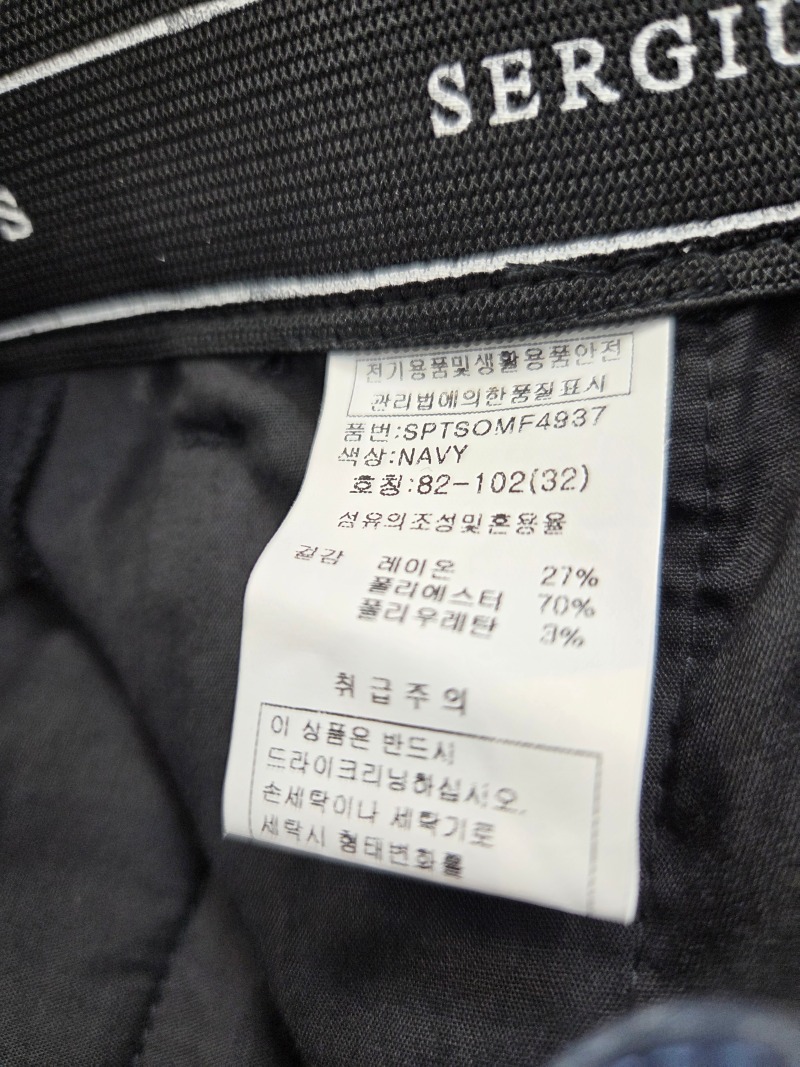 SERGIU
S
전기용품및생활용품안전
관리법에의한품질표시
품번:SPTSOMF4937
색상:NAVY
호칭:82-102(32)
섬유의조성및혼용율
겉감 레이온 27%
폴리에스터 70%
폴리우레탄 3%
취급주의
이 상품은 반드시
드라이크리닝하십시오.
손세탁이나 세탁기로
세탁시 형태변화를